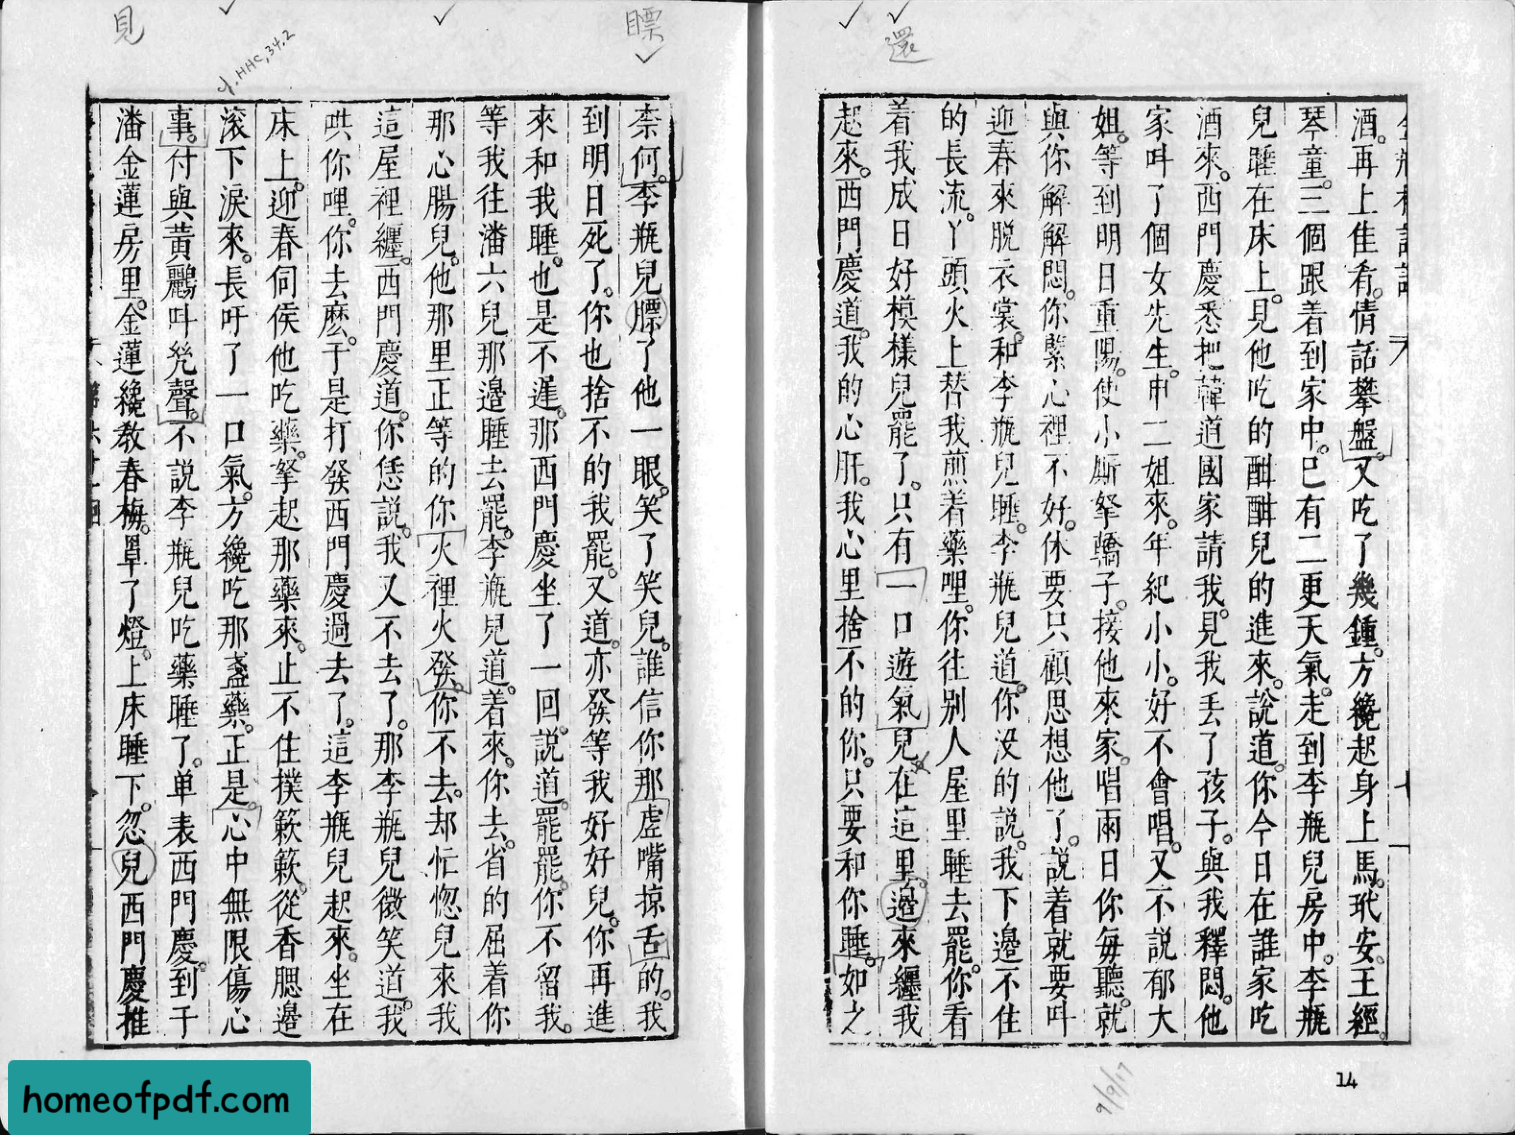 還
酒。再上佳肴。情話攀盤。又吃了幾鍾。方纔起身上馬。玳安。王經。
琴童。三個跟着到家中。已有二更天氣。走到李瓶兒房中。李瓶
兒睡在床上。見他吃的酣酣兒的進來。說道。你今日在誰家吃
酒來。西門慶悉把韓道國家請我。見我丟了孩子。與我釋悶。他
家叫了個女先生。申二姐來。年紀小小。好不會唱。又不說郁大
姐。等到明日重陽。使小厮拏轎子。接他來家。唱兩日你每聽。就
與你解解悶。你緊心裡不好。休要只顧思想他了。說着就要叫
迎春來脫衣裳。和李瓶兒睡。李瓶兒道。你沒的說。我下邊不住
的長流。丫頭火上替我煎着藥哩。你往別人屋里睡去罷。你看
着我成日好模樣兒罷了。只有一口遊氣兒。在這里。還來纏我
起來。西門慶道。我的心肝。我心里捨不的你。只要和你睡。如之
14
9/9/17
見
瞟
cf. HHC, 34.2
柰何。李瓶兒瞟了他一眼。笑了笑兒。誰信你那虛嘴掠舌的。我
到明日死了。你也捨不的我罷。又道。亦發等我好好兒。你再進
來和我睡。也是不遲。那西門慶坐了一回。說道。罷罷。你不留我。
等我往潘六兒那邊睡去罷。李瓶兒道。着來。你去。省的屈着你
那心腸兒。他那里正等的你火裡火發。你不去。却忙惚兒來我
這屋裡纏。西門慶道。你恁說。我又不去了。那李瓶兒微笑道。我
哄你哩。你去麽。于是打發西門慶過去了。這李瓶兒起來。坐在
床上。迎春伺候他吃藥。拏起那藥來。止不住撲簌簌。從香腮邊
滚下淚來。長吁了一口氣。方纔吃那盞藥。正是。心中無限傷心
事。付與黃鸝叫幾聲。不說李瓶兒吃藥睡了。单表西門慶。到于
潘金蓮房里。金蓮纔教春梅。罩了燈。上床睡下。忽兒西門慶推
homeofpdf.com